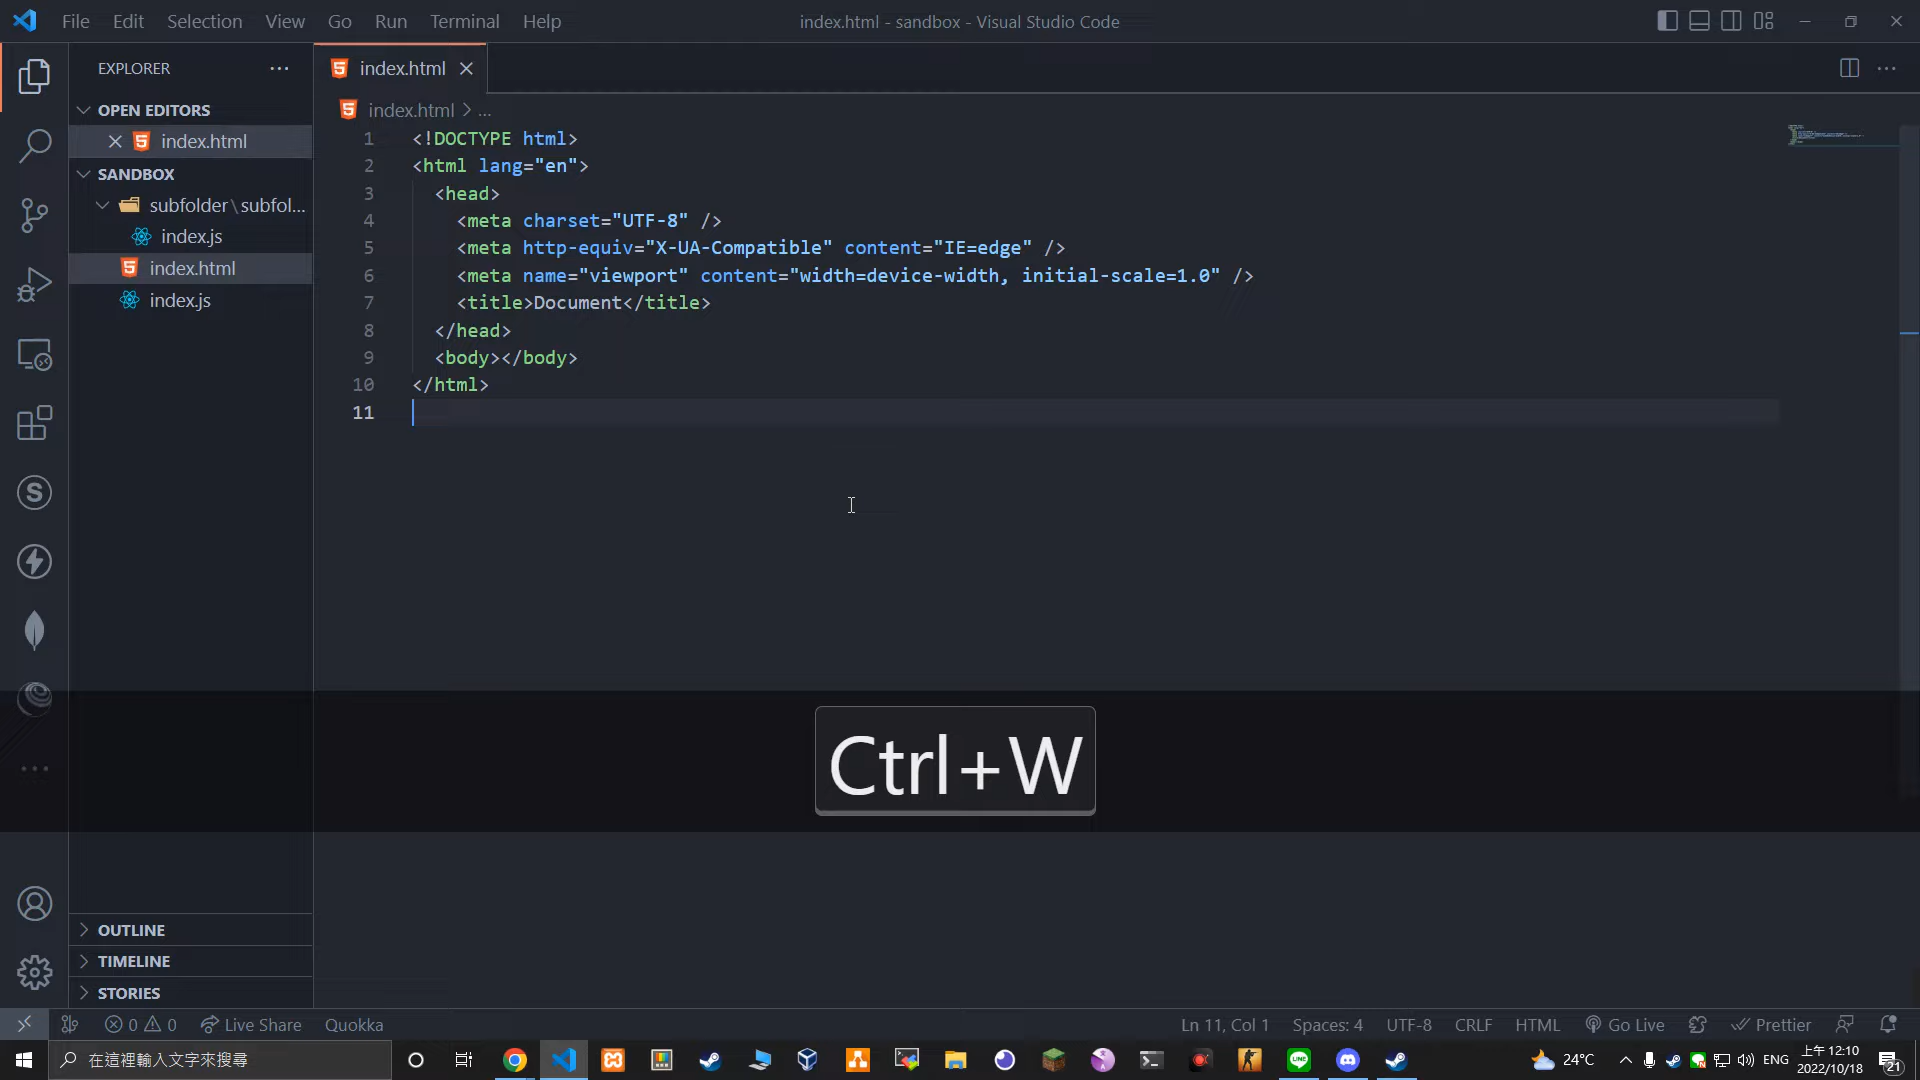 File Edit Selection View Go Run Terminal Help
index.html - sandbox - Visual Studio Code
EXPLORER
index.html
OPEN EDITORS
index.html
SANDBOX
subfolder\subfol...
index.js
index.html
index.js
OUTLINE
TIMELINE
STORIES
index.html > ...
1 <!DOCTYPE html>
2 <html lang="en">
3 <head>
4 <meta charset="UTF-8" />
5 <meta http-equiv="X-UA-Compatible" content="IE=edge" />
6 <meta name="viewport" content="width=device-width, initial-scale=1.0" />
7 <title>Document</title>
8 </head>
9 <body></body>
10 </html>
11
Ctrl+W
0 0 Live Share Quokka
Ln 11, Col 1 Spaces: 4 UTF-8 CRLF HTML Go Live Prettier
在這裡輸入文字來搜尋
24°C
ENG
上午 12:10
2022/10/18
21